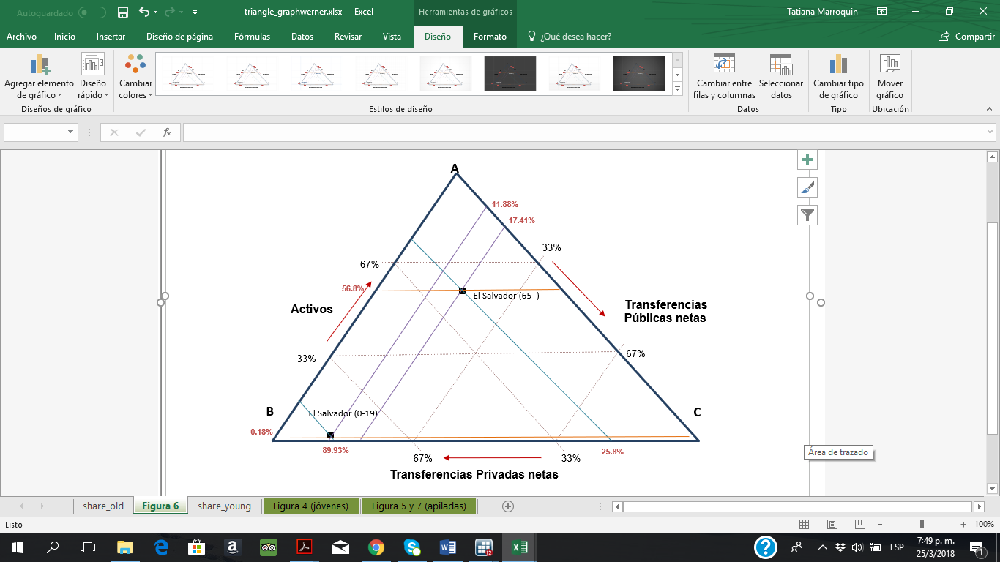 Autoguardado
triangle_graphwerner.xlsx - Excel
Herramientas de gráficos
Tatiana Marroquin
Archivo
Inicio
Insertar
Diseño de página
Fórmulas
Datos
Revisar
Vista
Diseño
Formato
¿Qué desea hacer?
Compartir
Agregar elemento
de gráfico
Diseño
rápido
Cambiar
colores
Cambiar entre
filas y columnas
Seleccionar
datos
Cambiar tipo
de gráfico
Mover
gráfico
Diseños de gráfico
Estilos de diseño
Datos
Tipo
Ubicación
fx
A
11.88%
17.41%
33%
67%
56.8%
El Salvador (65+)
Activos
Transferencias
Públicas netas
33%
67%
B
El Salvador (0-19)
C
0.18%
89.93%
25.8%
67%
33%
Transferencias Privadas netas
Área de trazado
share_old
Figura 6
share_young
Figura 4 (jóvenes)
Figura 5 y 7 (apiladas)
Listo
100%
ESP
7:49 p. m.
25/3/2018
12
1